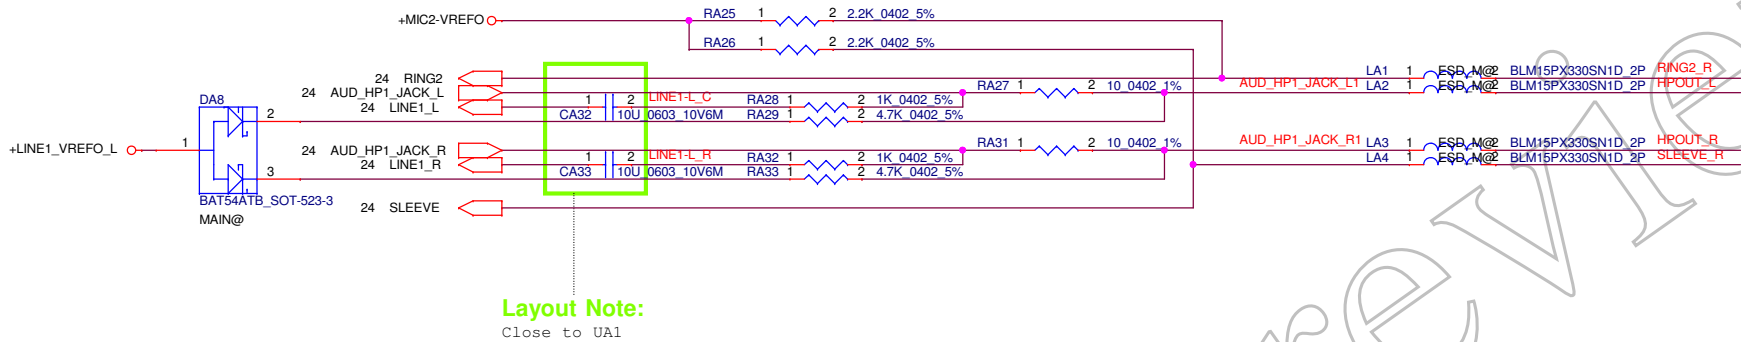 +MIC2-VREFO RA25 1 2 2.2K_0402_5%
RA26 1 2 2.2K_0402_5%
24 RING2 LA1 1 ESD_M@ 2 BLM15PX330SN1D_2P RING2_R
24 AUD_HP1_JACK_L RA27 1 2 10_0402_1% AUD_HP1_JACK_L1 LA2 1 ESD_M@ 2 BLM15PX330SN1D_2P HPOUT_L
24 LINE1_L 1 2 LINE1-L_C RA28 1 2 1K_0402_5%
DA8 2 CA32 10U_0603_10V6M RA29 1 2 4.7K_0402_5%
+LINE1_VREFO_L 1
24 AUD_HP1_JACK_R RA31 1 2 10_0402_1% AUD_HP1_JACK_R1 LA3 1 ESD_M@ 2 BLM15PX330SN1D_2P HPOUT_R
24 LINE1_R 1 2 LINE1-L_R RA32 1 2 1K_0402_5% LA4 1 ESD_M@ 2 BLM15PX330SN1D_2P SLEEVE_R
3 CA33 10U_0603_10V6M RA33 1 2 4.7K_0402_5%
BAT54ATB_SOT-523-3
MAIN@
24 SLEEVE
Layout Note:
Close to UA1